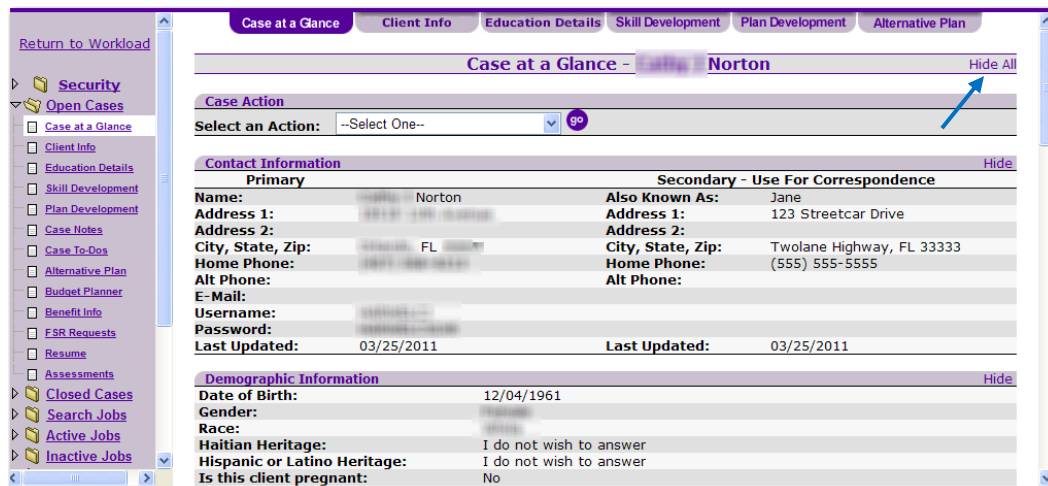 Case at a Glance Client Info Education Details Skill Development Plan Development Alternative Plan
Return to Workload
Security
Open Cases
Case at a Glance
Client Info
Education Details
Skill Development
Plan Development
Case Notes
Case To-Dos
Alternative Plan
Budget Planner
Benefit Info
FSR Requests
Resume
Assessments
Closed Cases
Search Jobs
Active Jobs
Inactive Jobs
Case at a Glance - Norton Hide All
Case Action
Select an Action: --Select One-- go
Contact Information Hide
Primary Secondary - Use For Correspondence
Name: Norton Also Known As: Jane
Address 1: Address 1: 123 Streetcar Drive
Address 2: Address 2:
City, State, Zip: FL City, State, Zip: Twolane Highway, FL 33333
Home Phone: Home Phone: (555) 555-5555
Alt Phone: Alt Phone:
E-Mail:
Username:
Password:
Last Updated: 03/25/2011 Last Updated: 03/25/2011
Demographic Information Hide
Date of Birth: 12/04/1961
Gender:
Race:
Haitian Heritage: I do not wish to answer
Hispanic or Latino Heritage: I do not wish to answer
Is this client pregnant: No